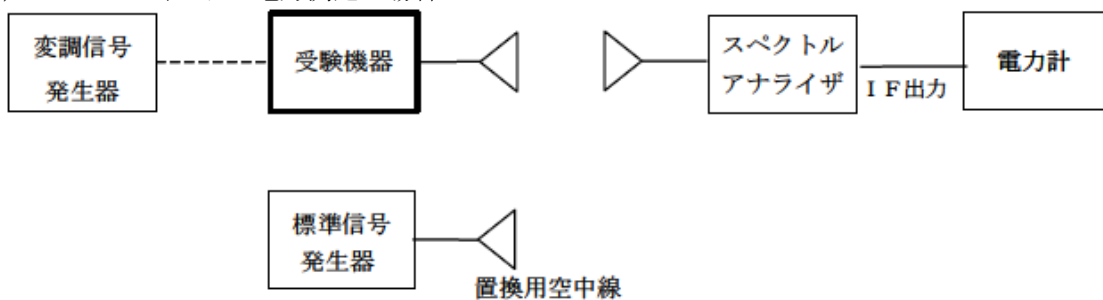 変調信号
発生器
受験機器
スペクトル
アナライザ
ＩＦ出力
電力計
標準信号
発生器
置換用空中線